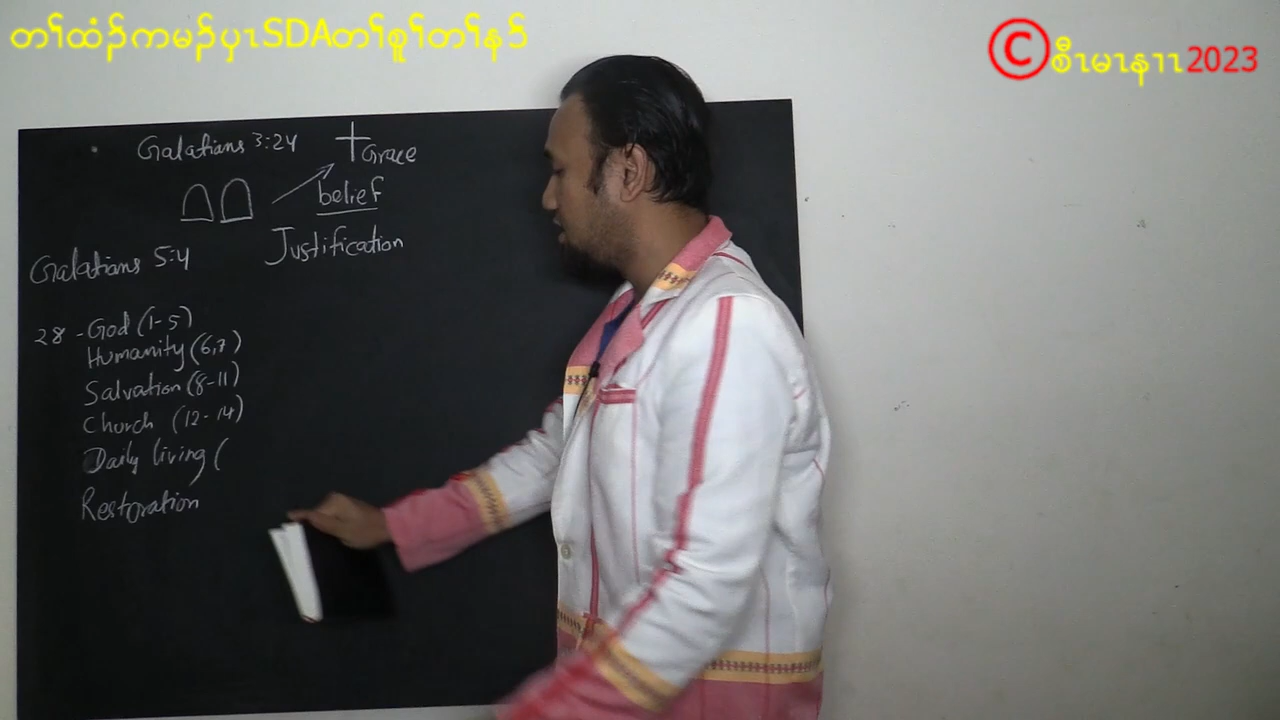 တၢ်ထံၣ်ကမၣ်ပှၤSDAတၢ်စူၢ်တၢ်နၥ်
©စီၤမၤနၤၤ2023
Galatians 3:24
Grace
belief
Justification
Galatians 5:4
28 - God (1-5)
Humanity (6,7)
Salvation (8-11)
Church (12-14)
Daily living (
Restoration